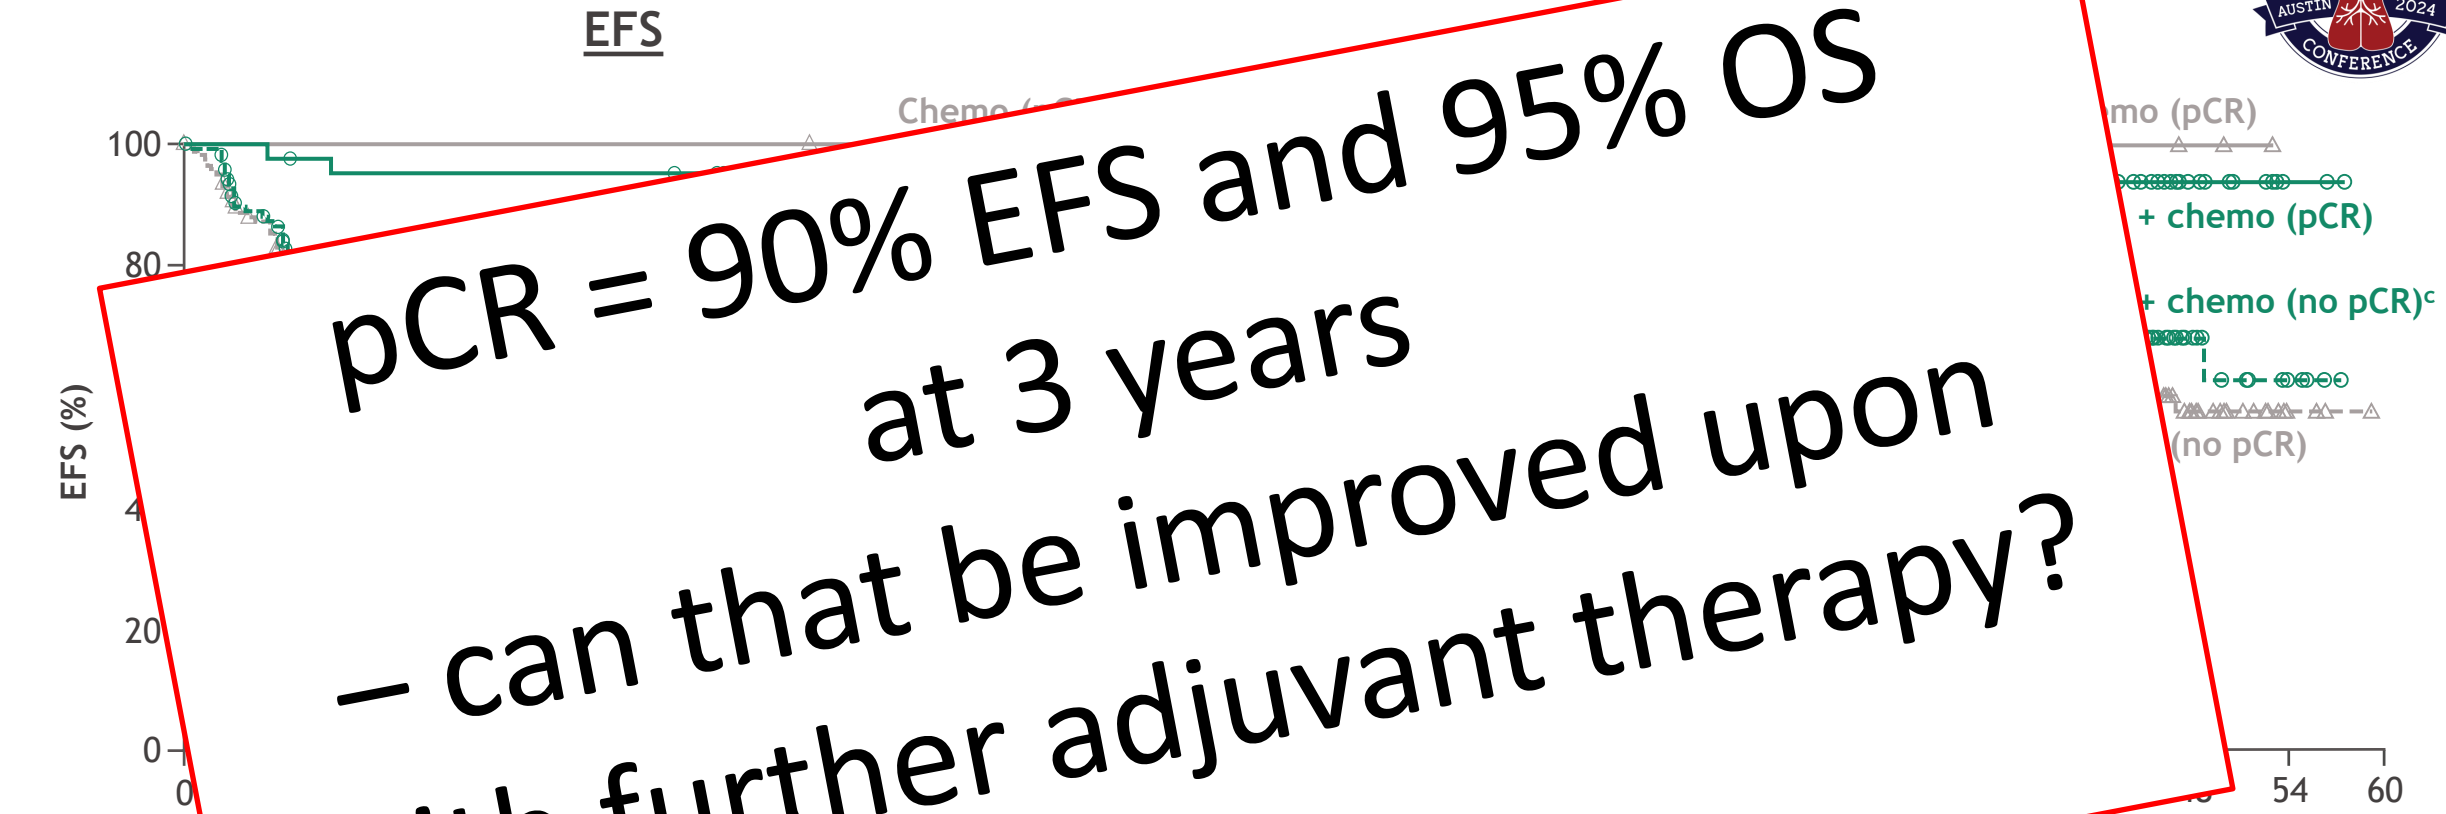 EFS
AUSTIN 2024
CONFERENCE
Chemo
mo (pCR)
100
+ chemo (pCR)
80
+ chemo (no pCR)c
(no pCR)
EFS (%)
4
20
0
0
54
60
pCR = 90% EFS and 95% OS
at 3 years
– can that be improved upon
further adjuvant therapy?